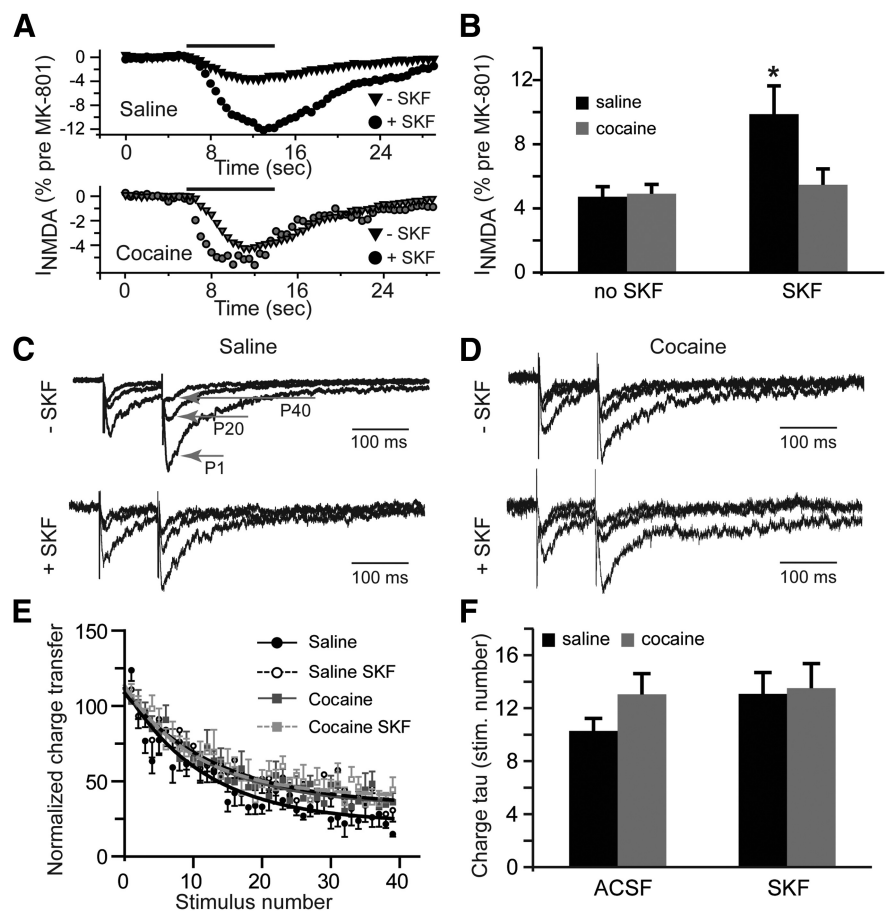 A
I NMDA (% pre MK-801)
0
-4
-8
-12
Saline
- SKF
+ SKF
0 8 16 24
Time (sec)
0
-2
-4
Cocaine
- SKF
+ SKF
0 8 16 24
Time (sec)
B
I NMDA (% pre MK-801)
12
8
4
0
*
saline
cocaine
no SKF SKF
C
Saline
- SKF
P40
P20
P1
100 ms
+ SKF
100 ms
D
Cocaine
- SKF
100 ms
+ SKF
100 ms
E
Normalized charge transfer
150
100
50
0
Saline
Saline SKF
Cocaine
Cocaine SKF
0 10 20 30 40
Stimulus number
F
Charge tau (stim. number)
16
12
8
4
0
saline cocaine
ACSF SKF